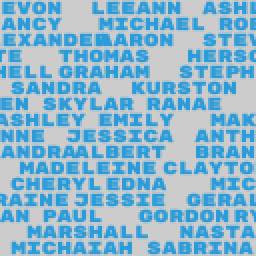 EVON LEEANN ASH
ANCY MICHAEL ROB
EXANDER AARON STEV
TE THOMAS HERSC
HELL GRAHAM STEPH
SANDRA KURSTON
EN SKYLAR RANAE
ASHLEY EMILY MAK
NNE JESSICA ANTH
ANDRA ALBERT BRAN
MADELEINE CLAYTO
CHERYL EDNA MIC
RAINE JESSIE GERAL
AN PAUL GORDON RY
MARSHALL NASTA
MICHAIAH SABRINA